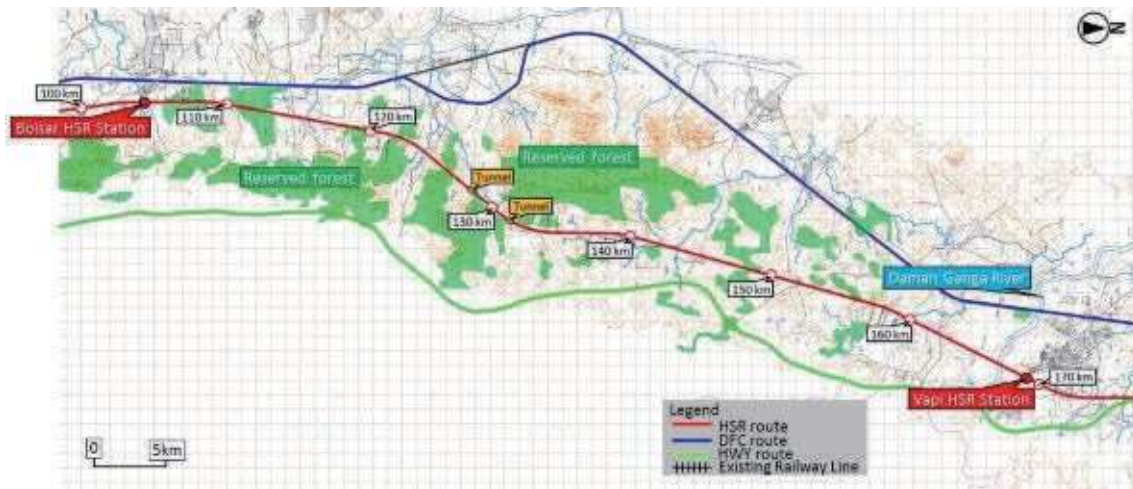 N
100km
Boisar HSR Station
110 km
120 km
Reserved forest
Reserved forest
Tunnel
Tunnel
130 km
140 km
150 km
160 km
Daman Ganga River
170 km
Vapi HSR Station
Legend
HSR route
DFC route
HWY route
Existing Railway Line
0 5km